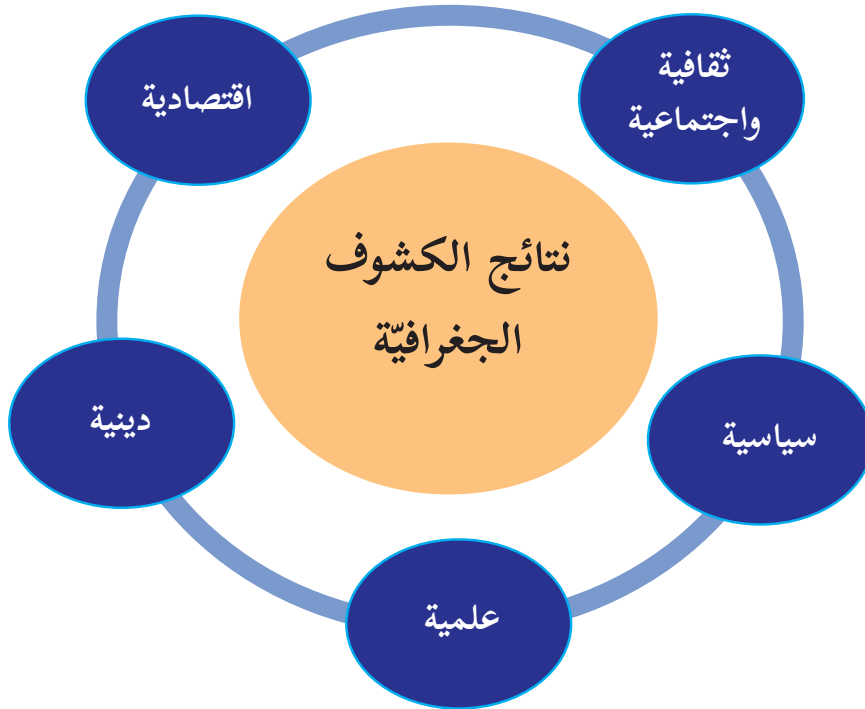 نتائج الكشوف
الجغرافيّة
ثقافية
واجتماعية
سياسية
علمية
دينية
اقتصادية